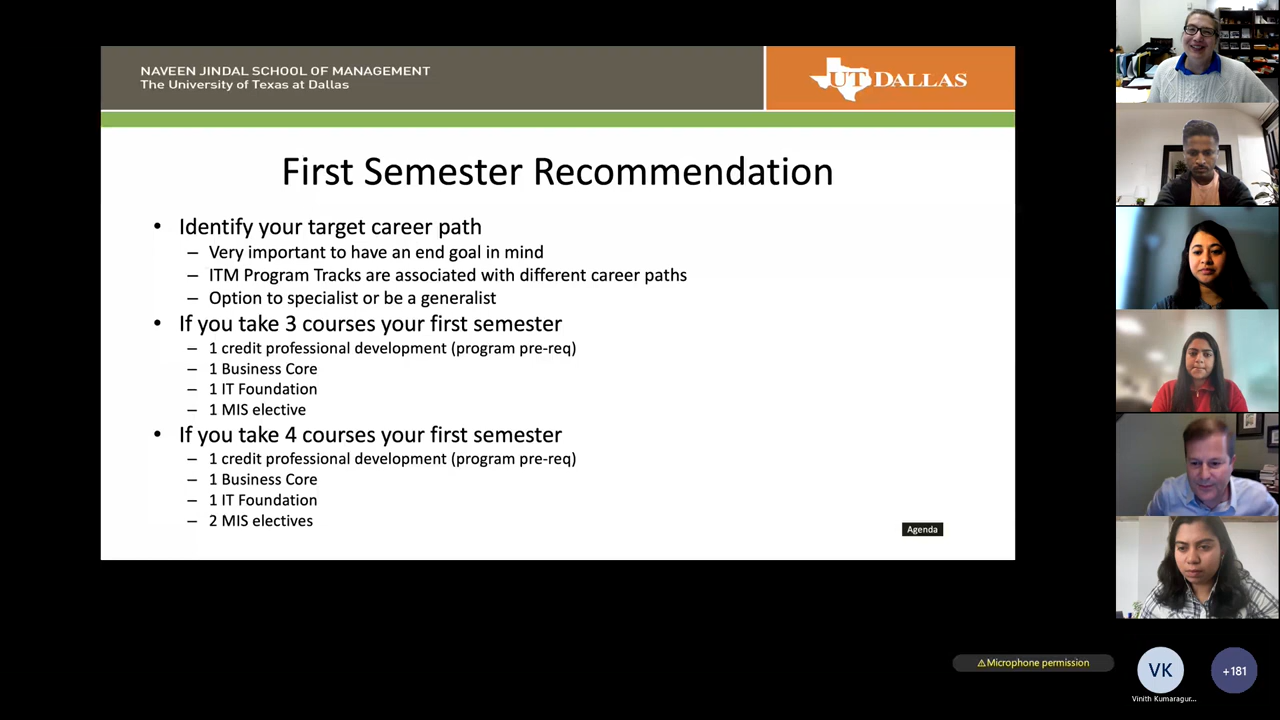 NAVEEN JINDAL SCHOOL OF MANAGEMENT
The University of Texas at Dallas
UT DALLAS
First Semester Recommendation
• Identify your target career path
– Very important to have an end goal in mind
– ITM Program Tracks are associated with different career paths
– Option to specialist or be a generalist
• If you take 3 courses your first semester
– 1 credit professional development (program pre-req)
– 1 Business Core
– 1 IT Foundation
– 1 MIS elective
• If you take 4 courses your first semester
– 1 credit professional development (program pre-req)
– 1 Business Core
– 1 IT Foundation
– 2 MIS electives
Agenda
⚠Microphone permission
VK
+181
Vinith Kumaragur...